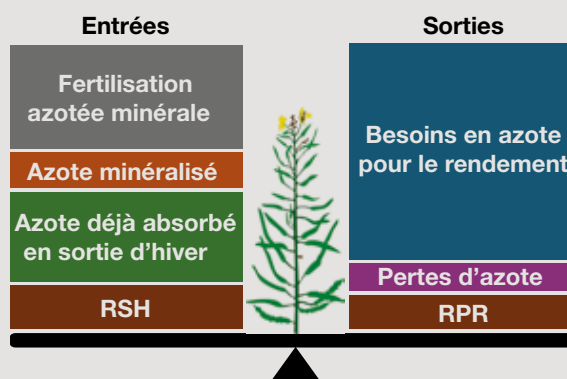 Entrées
Fertilisation
azotée minérale
Azote minéralisé
Azote déjà absorbé
en sortie d'hiver
RSH
Sorties
Besoins en azote
pour le rendement
Pertes d'azote
RPR